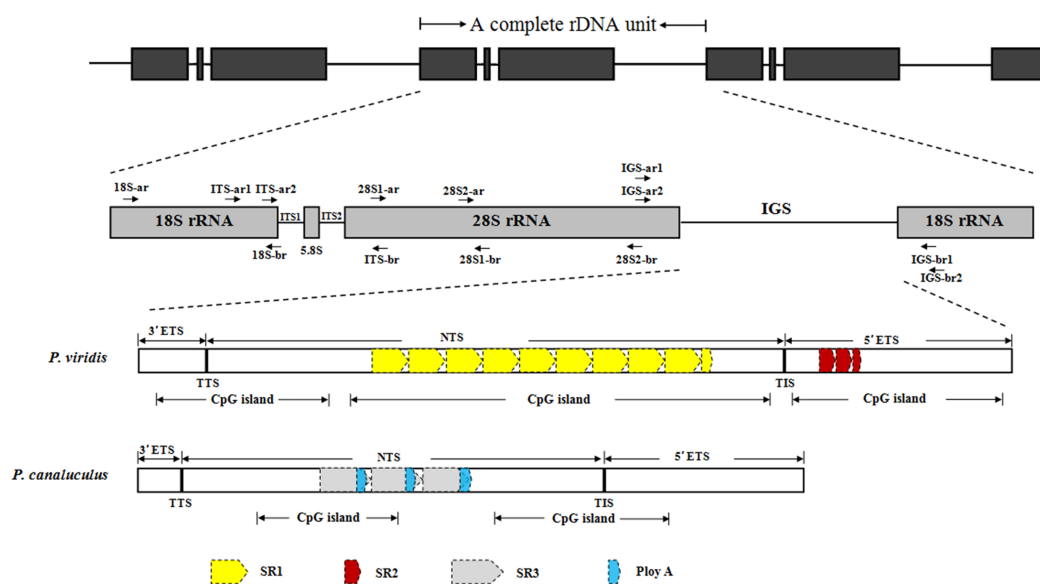 A complete rDNA unit
IGS-ar1
18S-ar ITS-ar1 ITS-ar2 28S1-ar 28S2-ar IGS-ar2
18S rRNA ITS1 ITS2 28S rRNA IGS 18S rRNA
5.8S
18S-br ITS-br 28S1-br 28S2-br IGS-br1
IGS-br2
3′ ETS NTS 5′ ETS
P. viridis
TTS TIS
CpG island CpG island CpG island
3′ ETS NTS 5′ ETS
P. canaluculus
TTS TIS
CpG island CpG island
SR1 SR2 SR3 Ploy A